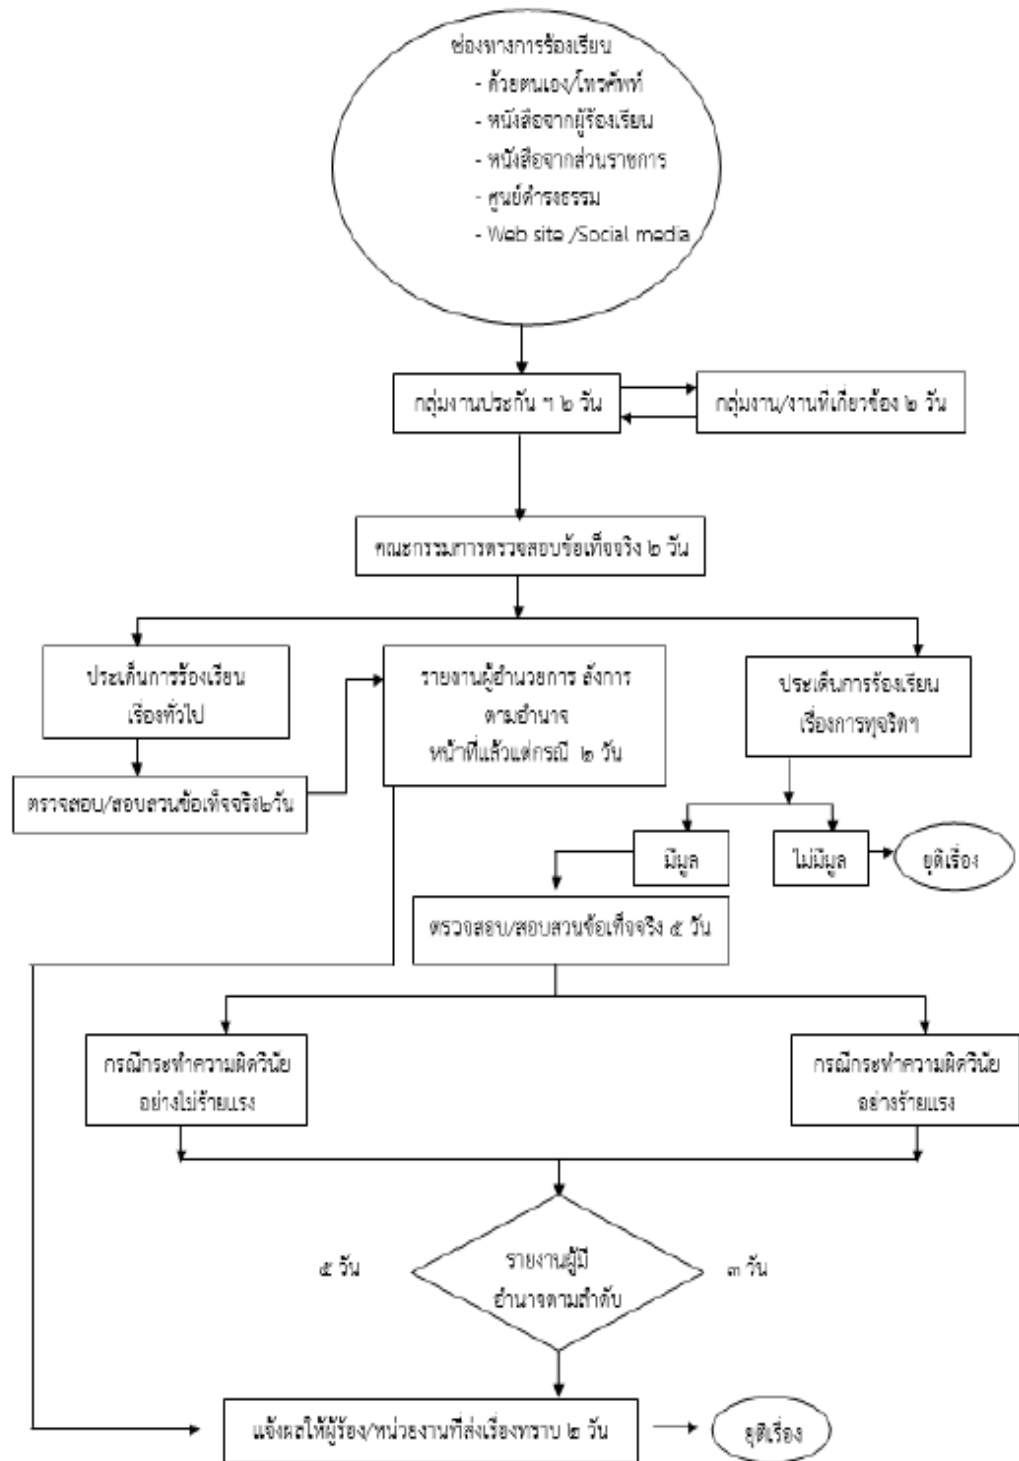 ช่องทางการร้องเรียน
- ด้วยตนเอง/โทรศัพท์
- หนังสือจากผู้ร้องเรียน
- หนังสือจากส่วนราชการ
- ศูนย์ดำรงธรรม
- Web site /Social media
กลุ่มงานประกัน ฯ ๒ วัน
กลุ่มงาน/งานที่เกี่ยวข้อง ๒ วัน
คณะกรรมการตรวจสอบข้อเท็จจริง ๒ วัน
ประเด็นการร้องเรียน
เรื่องทั่วไป
รายงานผู้อำนวยการ สั่งการ
ตามอำนาจ
หน้าที่แล้วแต่กรณี ๒ วัน
ประเด็นการร้องเรียน
เรื่องการทุจริตฯ
ตรวจสอบ/สอบสวนข้อเท็จจริง๒วัน
มีมูล
ไม่มีมูล
ยุติเรื่อง
ตรวจสอบ/สอบสวนข้อเท็จจริง ๕ วัน
กรณีกระทำความผิดวินัย
อย่างไม่ร้ายแรง
กรณีกระทำความผิดวินัย
อย่างร้ายแรง
๕ วัน
รายงานผู้มี
อำนาจตามลำดับ
๓ วัน
แจ้งผลให้ผู้ร้อง/หน่วยงานที่ส่งเรื่องทราบ ๒ วัน
ยุติเรื่อง